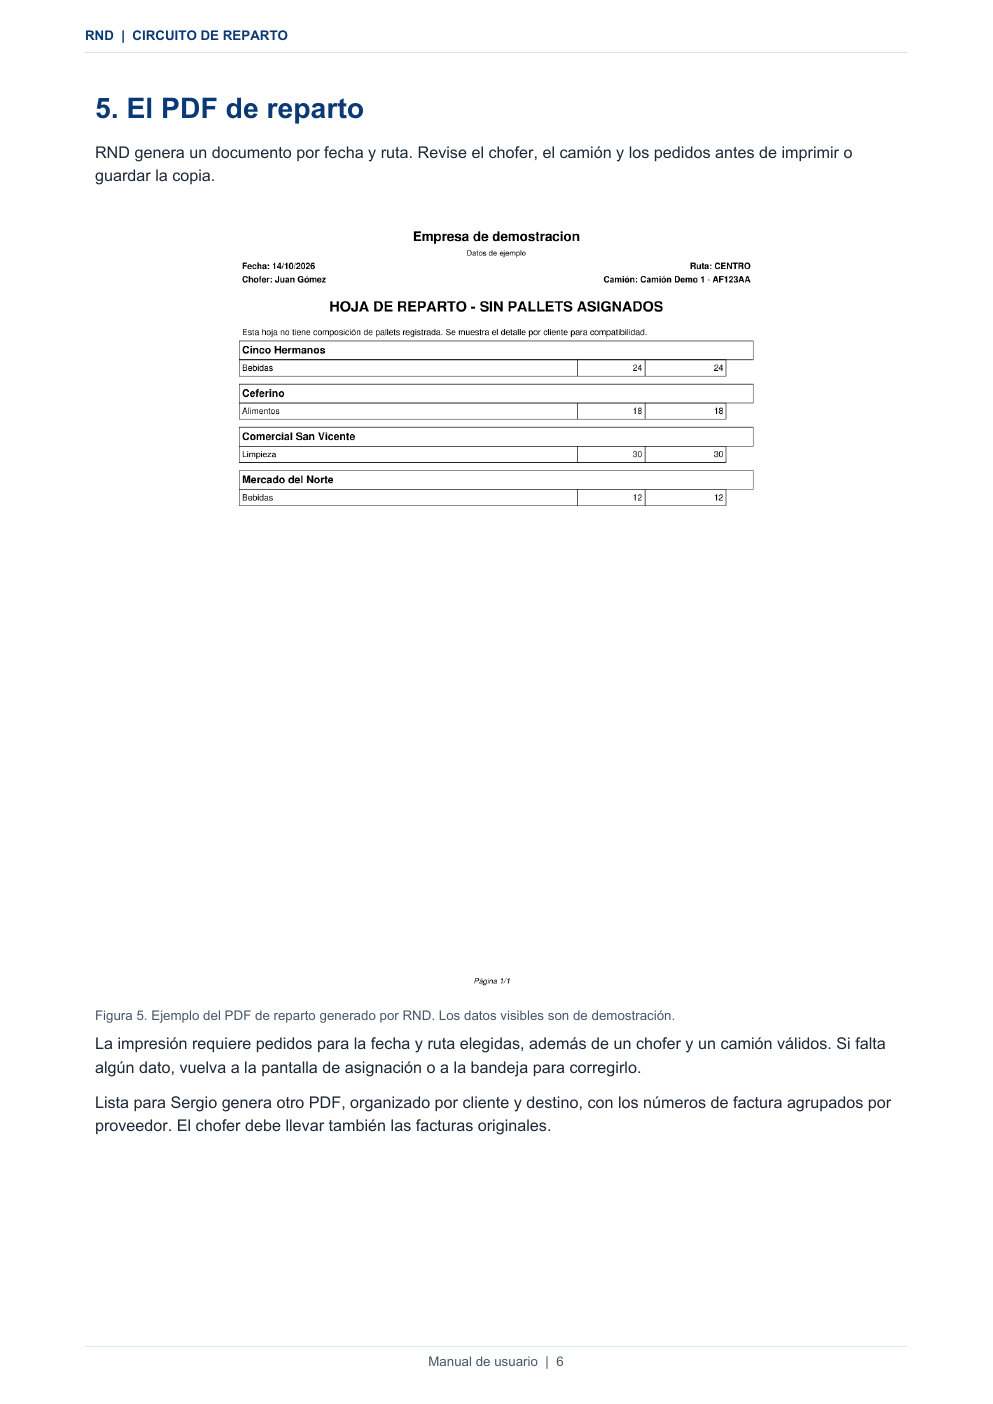 RND | CIRCUITO DE REPARTO
5. El PDF de reparto
RND genera un documento por fecha y ruta. Revise el chofer, el camión y los pedidos antes de imprimir o
guardar la copia.
Empresa de demostracion
Datos de ejemplo
Fecha: 14/10/2026 Ruta: CENTRO
Chofer: Juan Gómez Camión: Camión Demo 1 - AF123AA
HOJA DE REPARTO - SIN PALLETS ASIGNADOS
Esta hoja no tiene composición de pallets registrada. Se muestra el detalle por cliente para compatibilidad.
Cinco Hermanos
Bebidas 24 24
Ceferino
Alimentos 18 18
Comercial San Vicente
Limpieza 30 30
Mercado del Norte
Bebidas 12 12
Página 1/1
Figura 5. Ejemplo del PDF de reparto generado por RND. Los datos visibles son de demostración.
La impresión requiere pedidos para la fecha y ruta elegidas, además de un chofer y un camión válidos. Si falta
algún dato, vuelva a la pantalla de asignación o a la bandeja para corregirlo.
Lista para Sergio genera otro PDF, organizado por cliente y destino, con los números de factura agrupados por
proveedor. El chofer debe llevar también las facturas originales.
Manual de usuario | 6